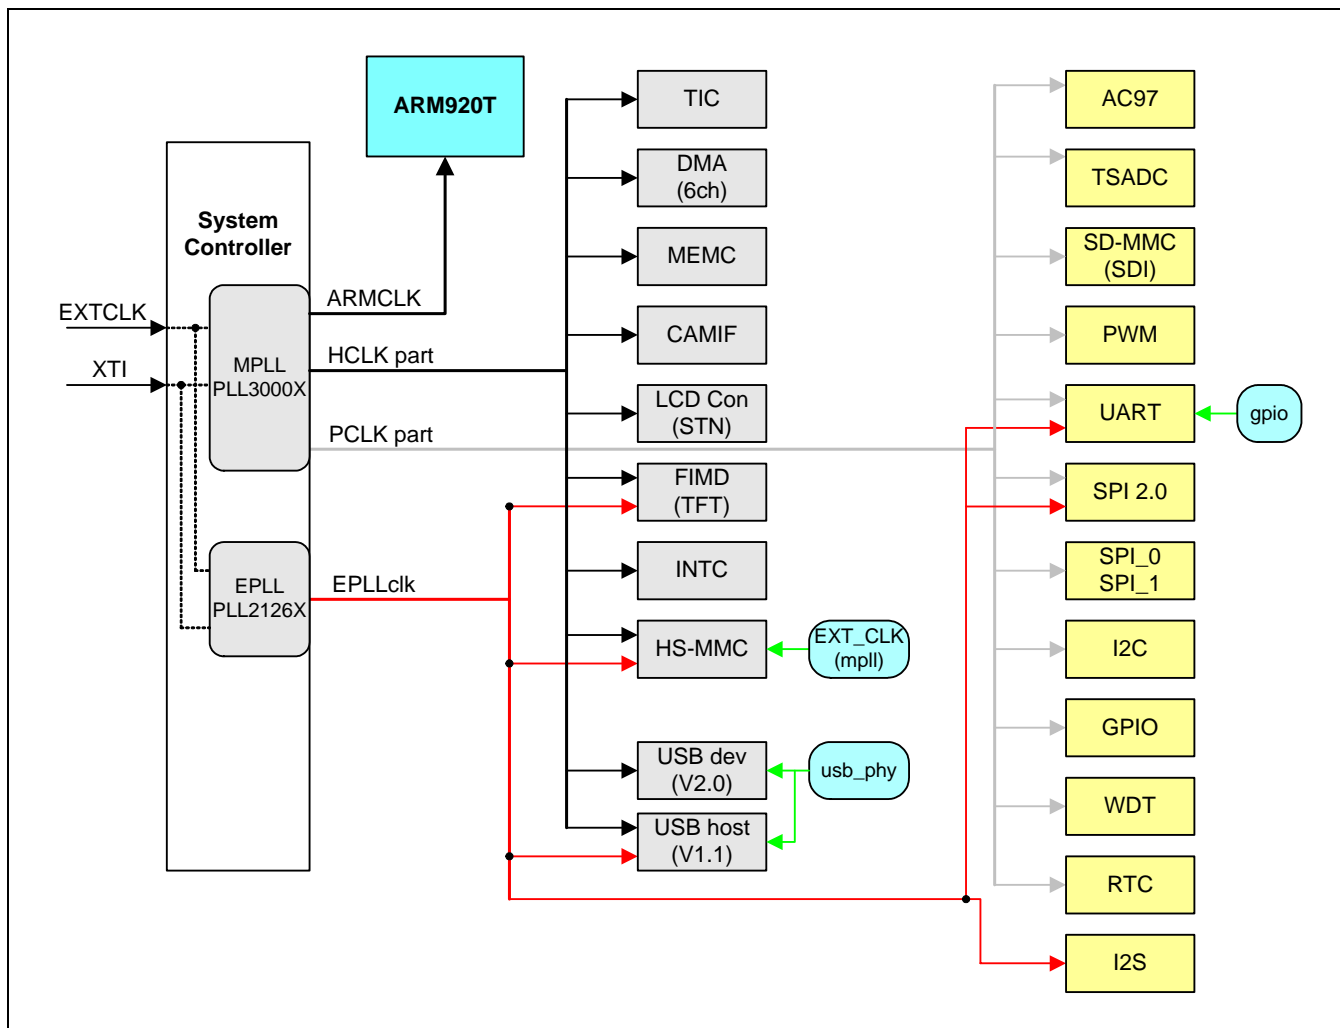 ARM920T
System
Controller
EXTCLK
XTI
MPLL
PLL3000X
EPLL
PLL2126X
ARMCLK
HCLK part
PCLK part
EPLLclk
TIC
DMA
(6ch)
MEMC
CAMIF
LCD Con
(STN)
FIMD
(TFT)
INTC
HS-MMC
EXT_CLK
(mpll)
USB dev
(V2.0)
usb_phy
USB host
(V1.1)
AC97
TSADC
SD-MMC
(SDI)
PWM
UART
gpio
SPI 2.0
SPI_0
SPI_1
I2C
GPIO
WDT
RTC
I2S